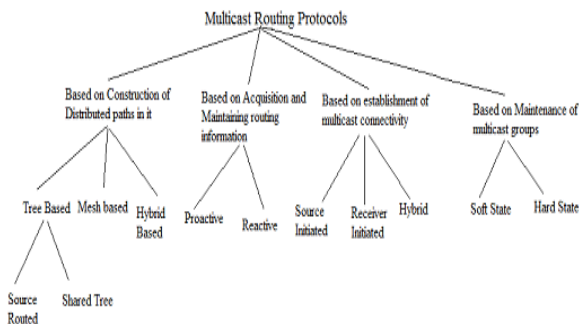 Multicast Routing Protocols
Based on Construction of
Distributed paths in it
Based on Acquisition and
Maintaining routing
information
Based on establishment of
multicast connectivity
Based on Maintenance of
multicast groups
Tree Based
Mesh based
Hybrid
Based
Proactive
Reactive
Source
Initiated
Receiver
Initiated
Hybrid
Soft State
Hard State
Source
Routed
Shared Tree